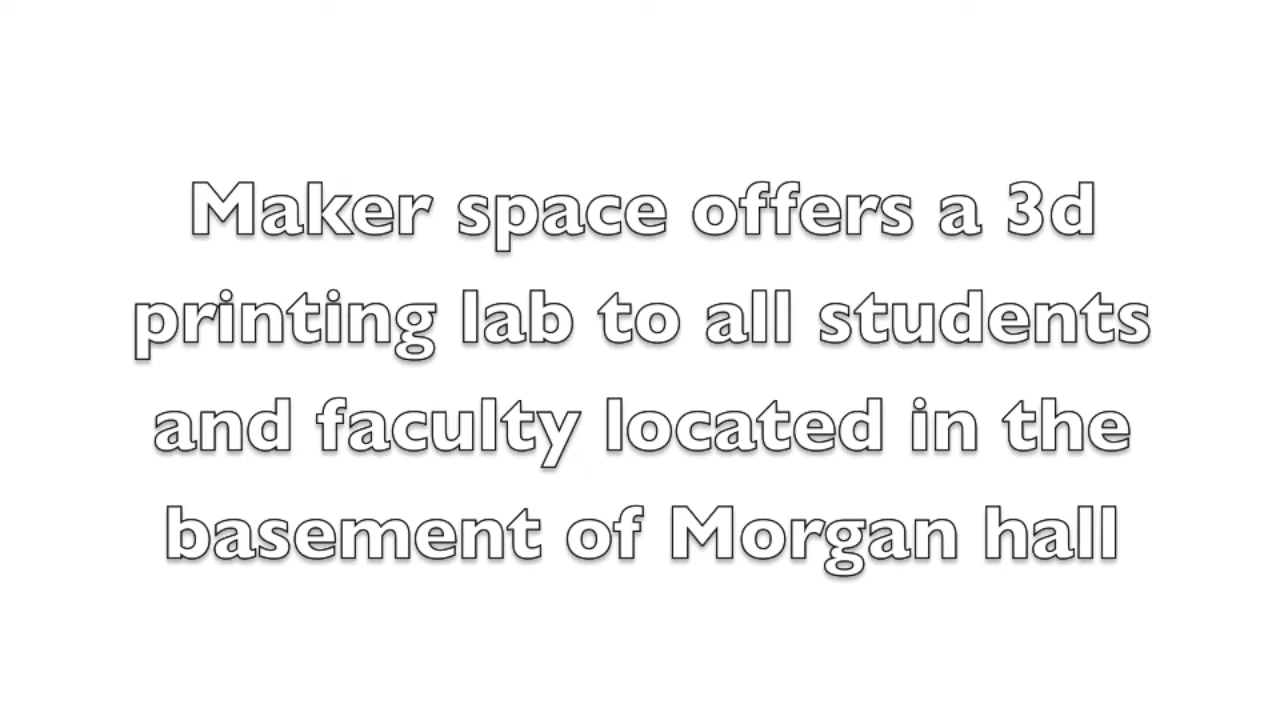 Maker space offers a 3d
printing lab to all students
and faculty located in the
basement of Morgan hall